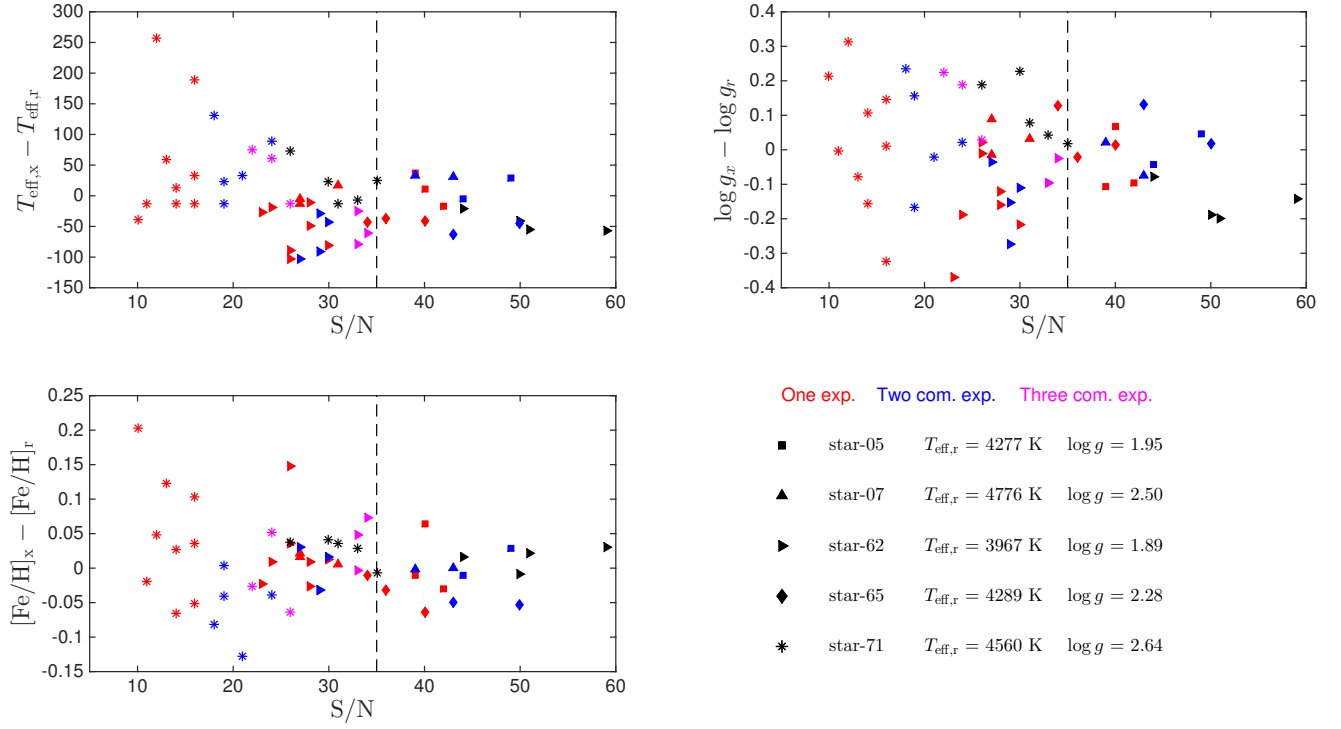 300
250
200
150
100
50
0
-50
-100
-150
T_eff,x − T_eff,r
10 20 30 40 50 60
S/N
0.4
0.3
0.2
0.1
0
-0.1
-0.2
-0.3
-0.4
log g_x − log g_r
10 20 30 40 50 60
S/N
0.25
0.2
0.15
0.1
0.05
0
-0.05
-0.1
-0.15
[Fe/H]_x − [Fe/H]_r
10 20 30 40 50 60
S/N
One exp. Two com. exp. Three com. exp.
star-05 T_eff,r = 4277 K log g = 1.95
star-07 T_eff,r = 4776 K log g = 2.50
star-62 T_eff,r = 3967 K log g = 1.89
star-65 T_eff,r = 4289 K log g = 2.28
star-71 T_eff,r = 4560 K log g = 2.64